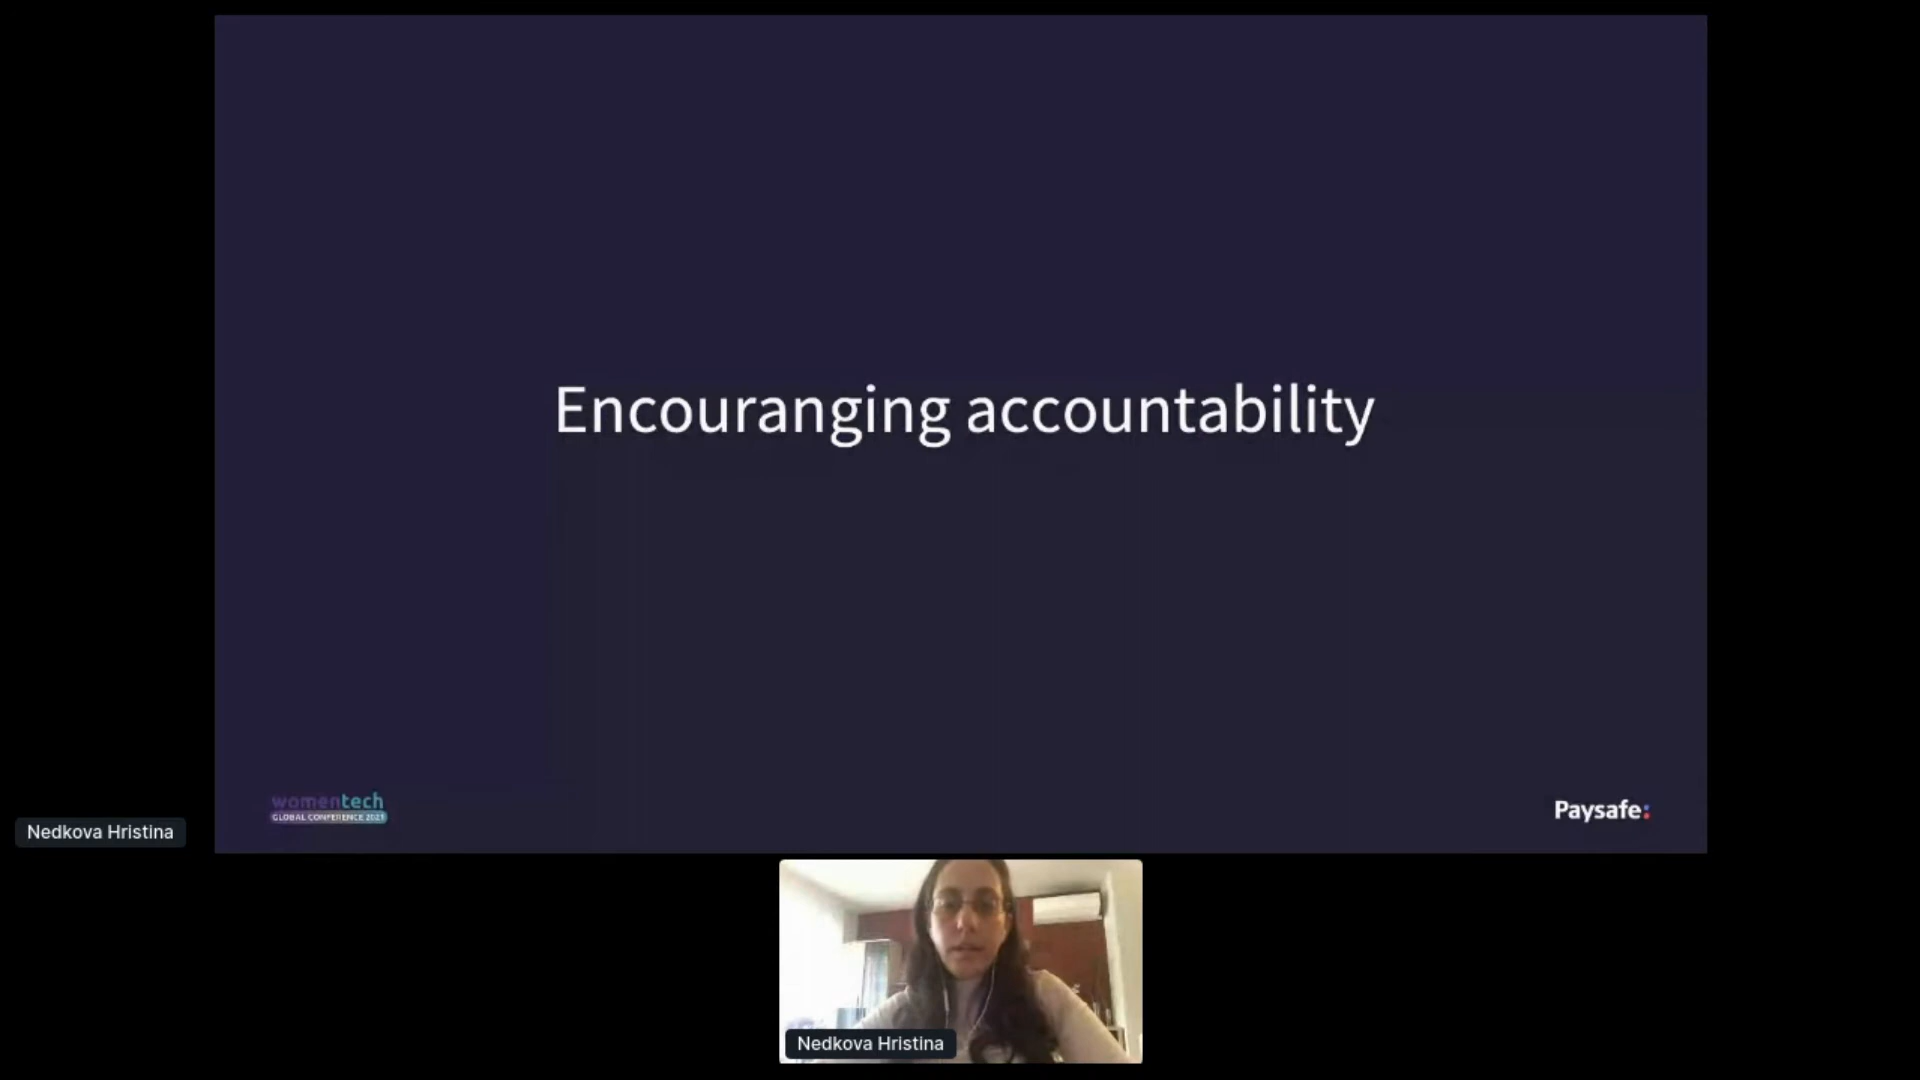 Encouranging accountability
womentech
GLOBAL CONFERENCE 2021
Paysafe:
Nedkova Hristina
Nedkova Hristina